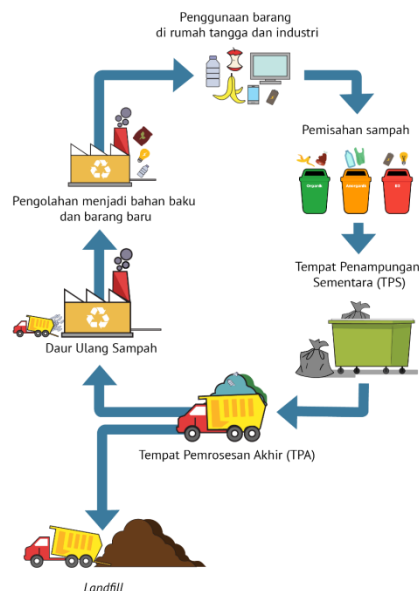 Penggunaan barang
di rumah tangga dan industri
Pemisahan sampah
Organik
Anorganik
B3
Tempat Penampungan
Sementara (TPS)
Tempat Pemrosesan Akhir (TPA)
Landfill
Daur Ulang Sampah
Pengolahan menjadi bahan baku
dan barang baru